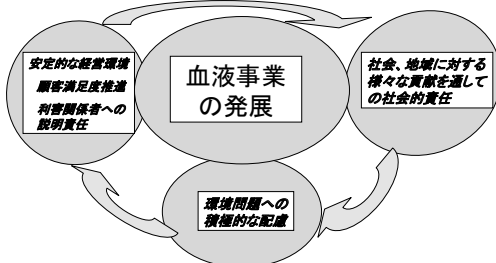 安定的な経営環境
顧客満足度推進
利害関係者への
説明責任
血液事業
の発展
社会、地域に対する
様々な貢献を通して
の社会的責任
環境問題への
積極的な配慮